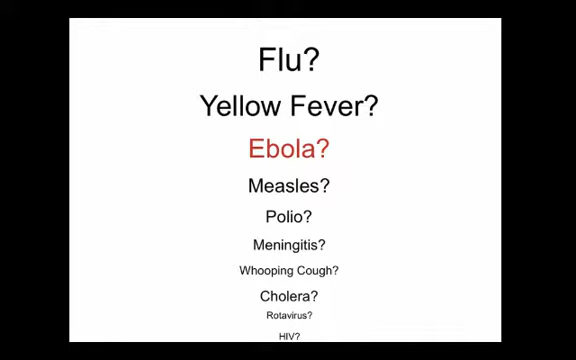 Flu?
Yellow Fever?
Ebola?
Measles?
Polio?
Meningitis?
Whooping Cough?
Cholera?
Rotavirus?
HIV?